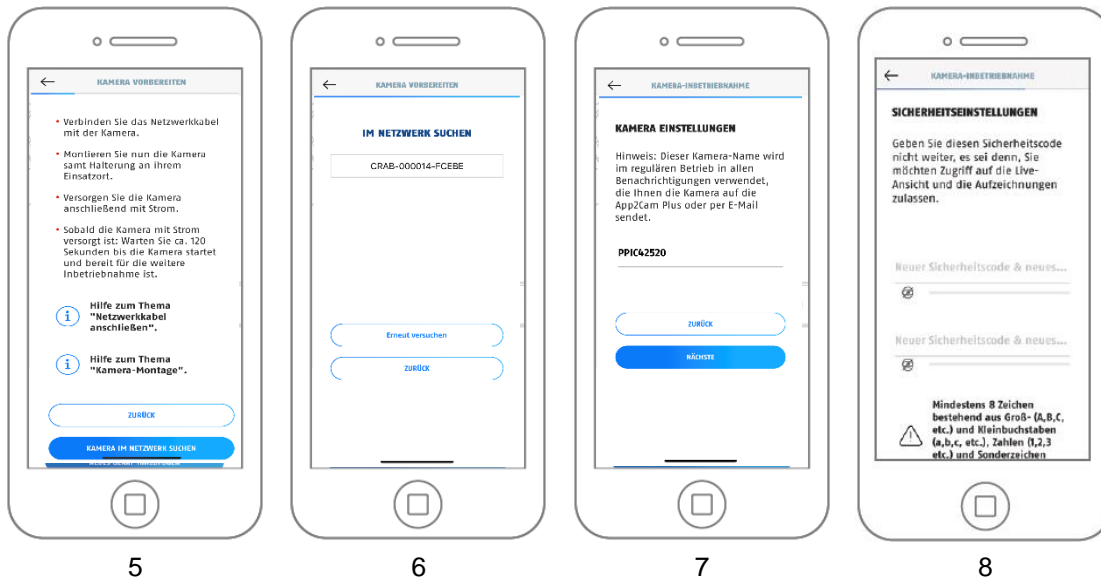 KAMERA VORBEREITEN
• Verbinden Sie das Netzwerkkabel
mit der Kamera.
• Montieren Sie nun die Kamera
samt Halterung an ihrem
Einsatzort.
• Versorgen Sie die Kamera
anschließend mit Strom.
• Sobald die Kamera mit Strom
versorgt ist: Warten Sie ca. 120
Sekunden bis die Kamera startet
und bereit für die weitere
Inbetriebnahme ist.
Hilfe zum Thema
"Netzwerkkabel
anschließen".
Hilfe zum Thema
"Kamera-Montage".
ZURÜCK
KAMERA IM NETZWERK SUCHEN
5
KAMERA VORBEREITEN
IM NETZWERK SUCHEN
CRAB-000014-FCEBE
Erneut versuchen
ZURÜCK
6
KAMERA-INBETRIEBNAHME
KAMERA EINSTELLUNGEN
Hinweis: Dieser Kamera-Name wird
im regulären Betrieb in allen
Benachrichtigungen verwendet,
die Ihnen die Kamera auf die
App2Cam Plus oder per E-Mail
sendet.
PPIC42520
ZURÜCK
NÄCHSTE
7
KAMERA-INBETRIEBNAHME
SICHERHEITSEINSTELLUNGEN
Geben Sie diesen Sicherheitscode
nicht weiter, es sei denn, Sie
möchten Zugriff auf die Live-
Ansicht und die Aufzeichnungen
zulassen.
Neuer Sicherheitscode & neues...
Neuer Sicherheitscode & neues...
Mindestens 8 Zeichen
bestehend aus Groß- (A,B,C,
etc.) und Kleinbuchstaben
(a,b,c, etc.), Zahlen (1,2,3
etc.) und Sonderzeichen
8